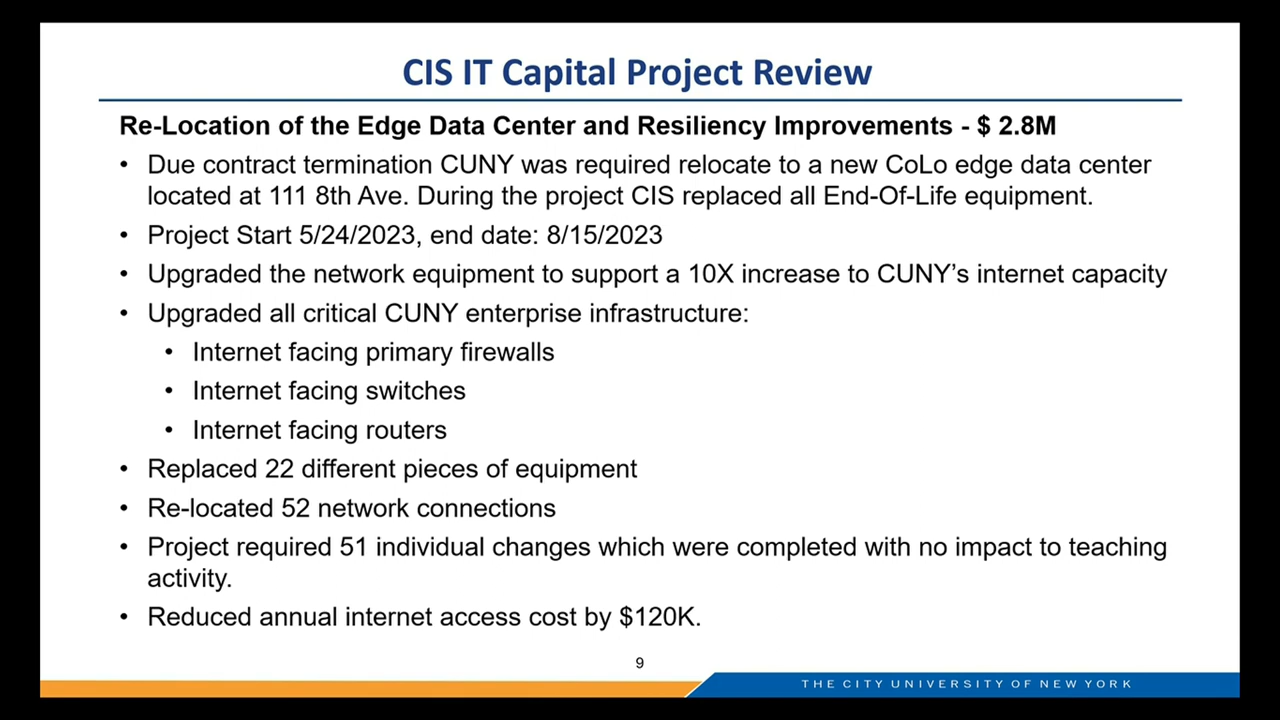 CIS IT Capital Project Review
Re-Location of the Edge Data Center and Resiliency Improvements - $ 2.8M
• Due contract termination CUNY was required relocate to a new CoLo edge data center
located at 111 8th Ave. During the project CIS replaced all End-Of-Life equipment.
• Project Start 5/24/2023, end date: 8/15/2023
• Upgraded the network equipment to support a 10X increase to CUNY’s internet capacity
• Upgraded all critical CUNY enterprise infrastructure:
• Internet facing primary firewalls
• Internet facing switches
• Internet facing routers
• Replaced 22 different pieces of equipment
• Re-located 52 network connections
• Project required 51 individual changes which were completed with no impact to teaching
activity.
• Reduced annual internet access cost by $120K.
9
THE CITY UNIVERSITY OF NEW YORK